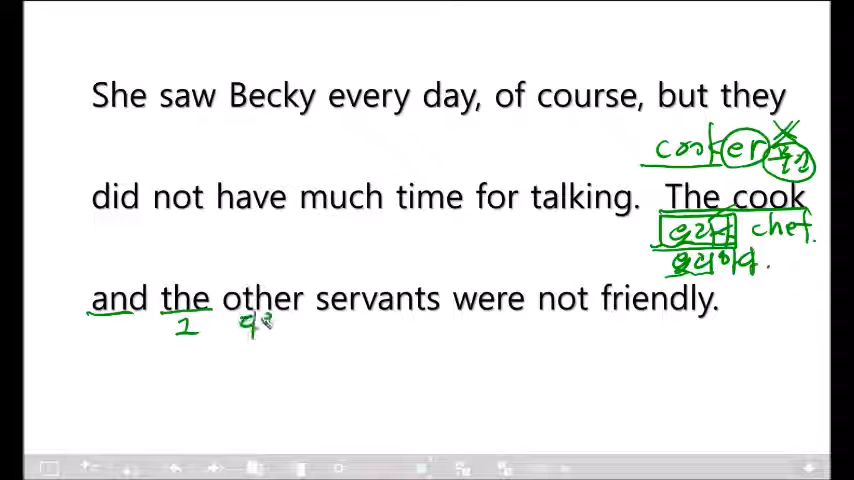 She saw Becky every day, of course, but they
cooker
did not have much time for talking. The cook
chef.
and the other servants were not friendly.